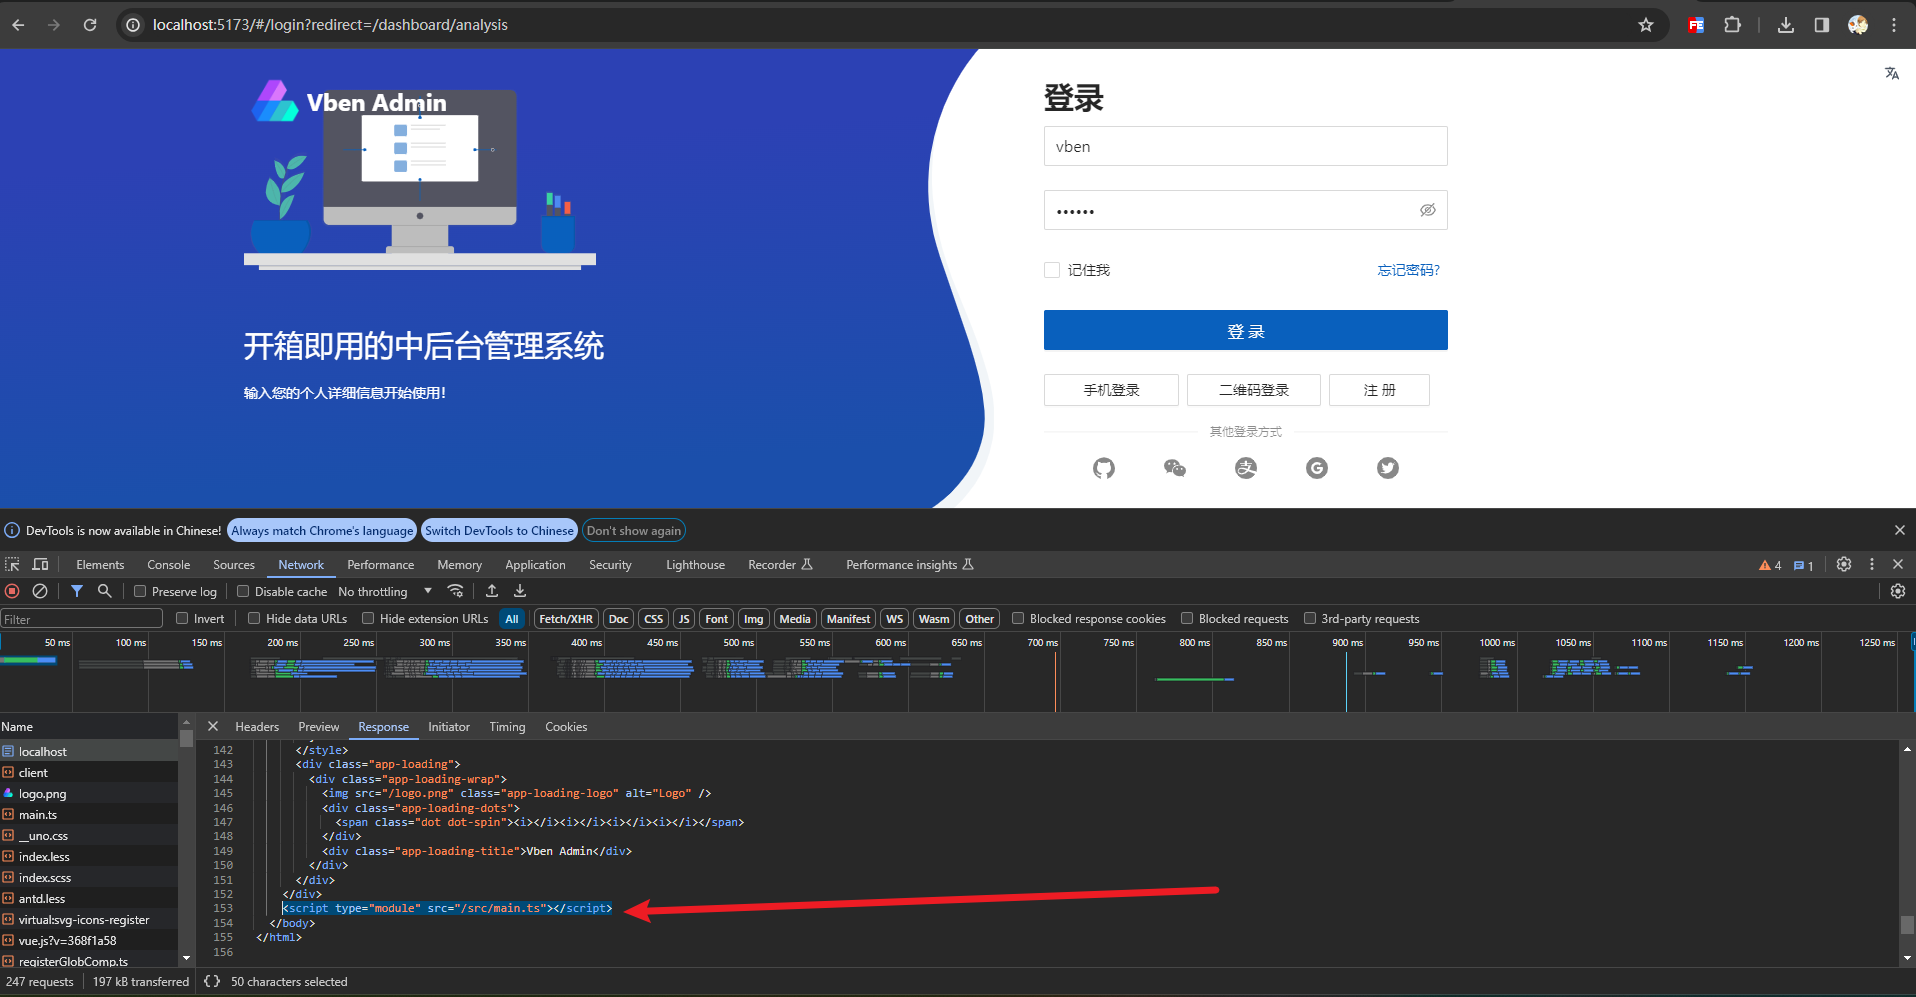 localhost:5173/#/login?redirect=/dashboard/analysis
Vben Admin
开箱即用的中后台管理系统
输入您的个人详细信息开始使用！
登录
vben
••••••
记住我 忘记密码?
登 录
手机登录 二维码登录 注 册
其他登录方式
DevTools is now available in Chinese! Always match Chrome's language Switch DevTools to Chinese Don't show again
Elements Console Sources Network Performance Memory Application Security Lighthouse Recorder Performance insights 4 1
Preserve log Disable cache No throttling
Filter Invert Hide data URLs Hide extension URLs All Fetch/XHR Doc CSS JS Font Img Media Manifest WS Wasm Other Blocked response cookies Blocked requests 3rd-party requests
50 ms 100 ms 150 ms 200 ms 250 ms 300 ms 350 ms 400 ms 450 ms 500 ms 550 ms 600 ms 650 ms 700 ms 750 ms 800 ms 850 ms 900 ms 950 ms 1000 ms 1050 ms 1100 ms 1150 ms 1200 ms 1250 ms
Name
localhost
client
logo.png
main.ts
__uno.css
index.less
index.scss
antd.less
virtual:svg-icons-register
vue.js?v=368f1a58
registerGlobComp.ts
Headers Preview Response Initiator Timing Cookies
142 </style>
143 <div class="app-loading">
144 <div class="app-loading-wrap">
145 <img src="/logo.png" class="app-loading-logo" alt="Logo" />
146 <div class="app-loading-dots">
147 <span class="dot dot-spin"><i></i><i></i><i></i><i></i></span>
148 </div>
149 <div class="app-loading-title">Vben Admin</div>
150 </div>
151 </div>
152 </div>
153 <script type="module" src="/src/main.ts"></script>
154 </body>
155 </html>
156
247 requests 197 kB transferred {} 50 characters selected